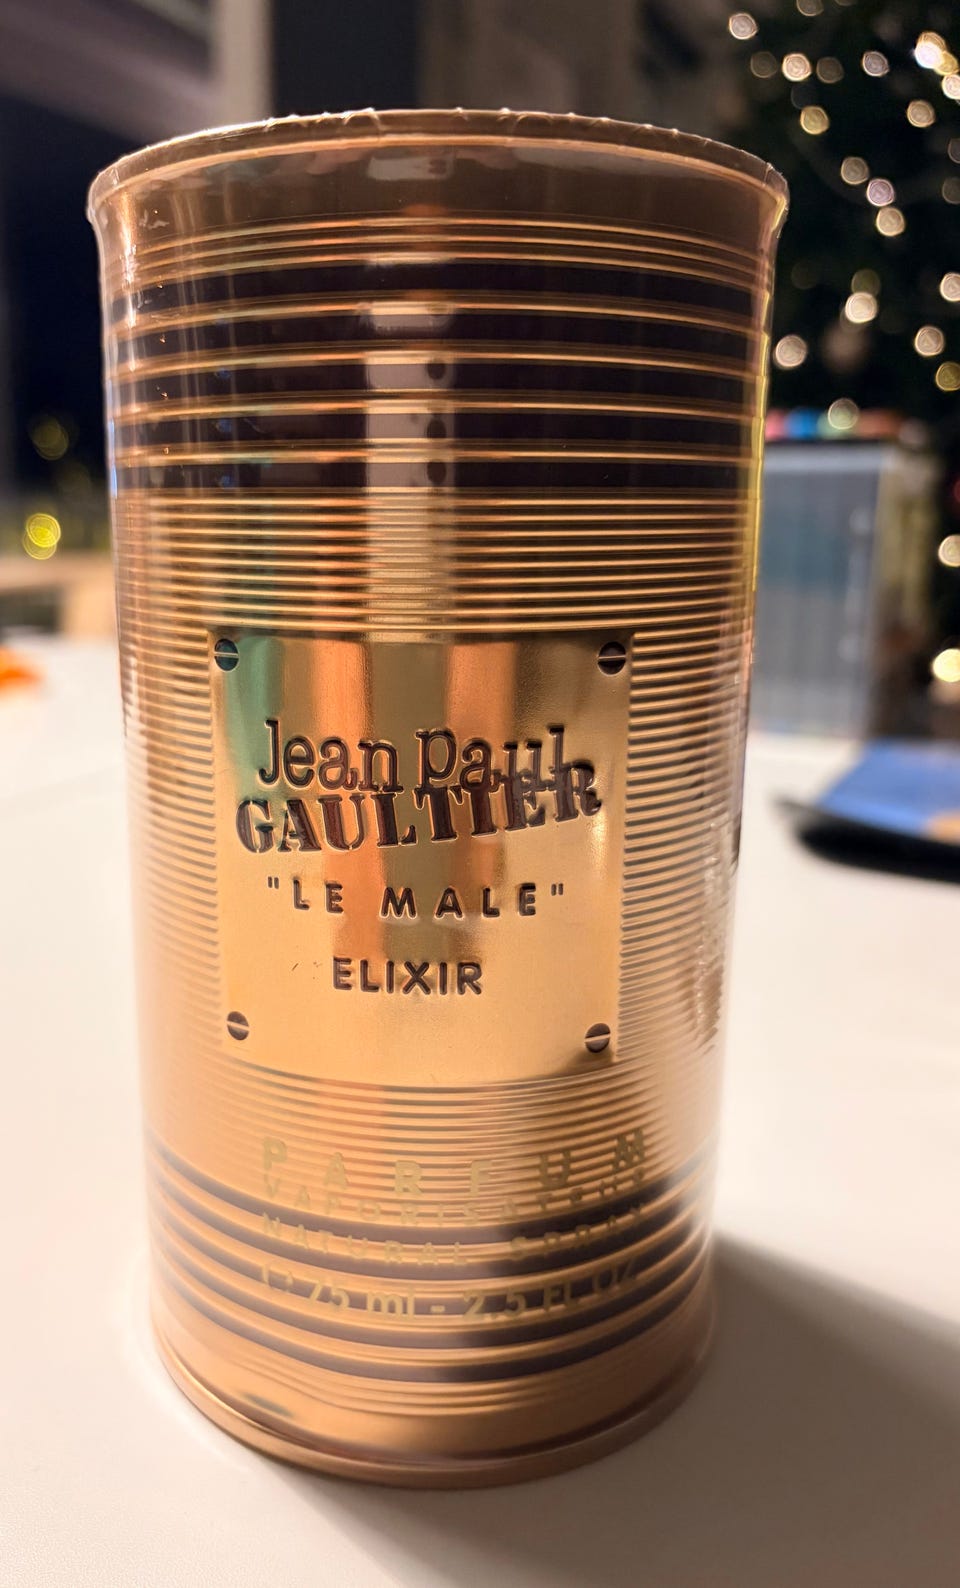 Jean Paul
GAULTIER
"LE MALE"
ELIXIR
PARFUM
VAPORISATEUR
NATURAL SPRAY
℮ 75 ml - 2.5 FL OZ